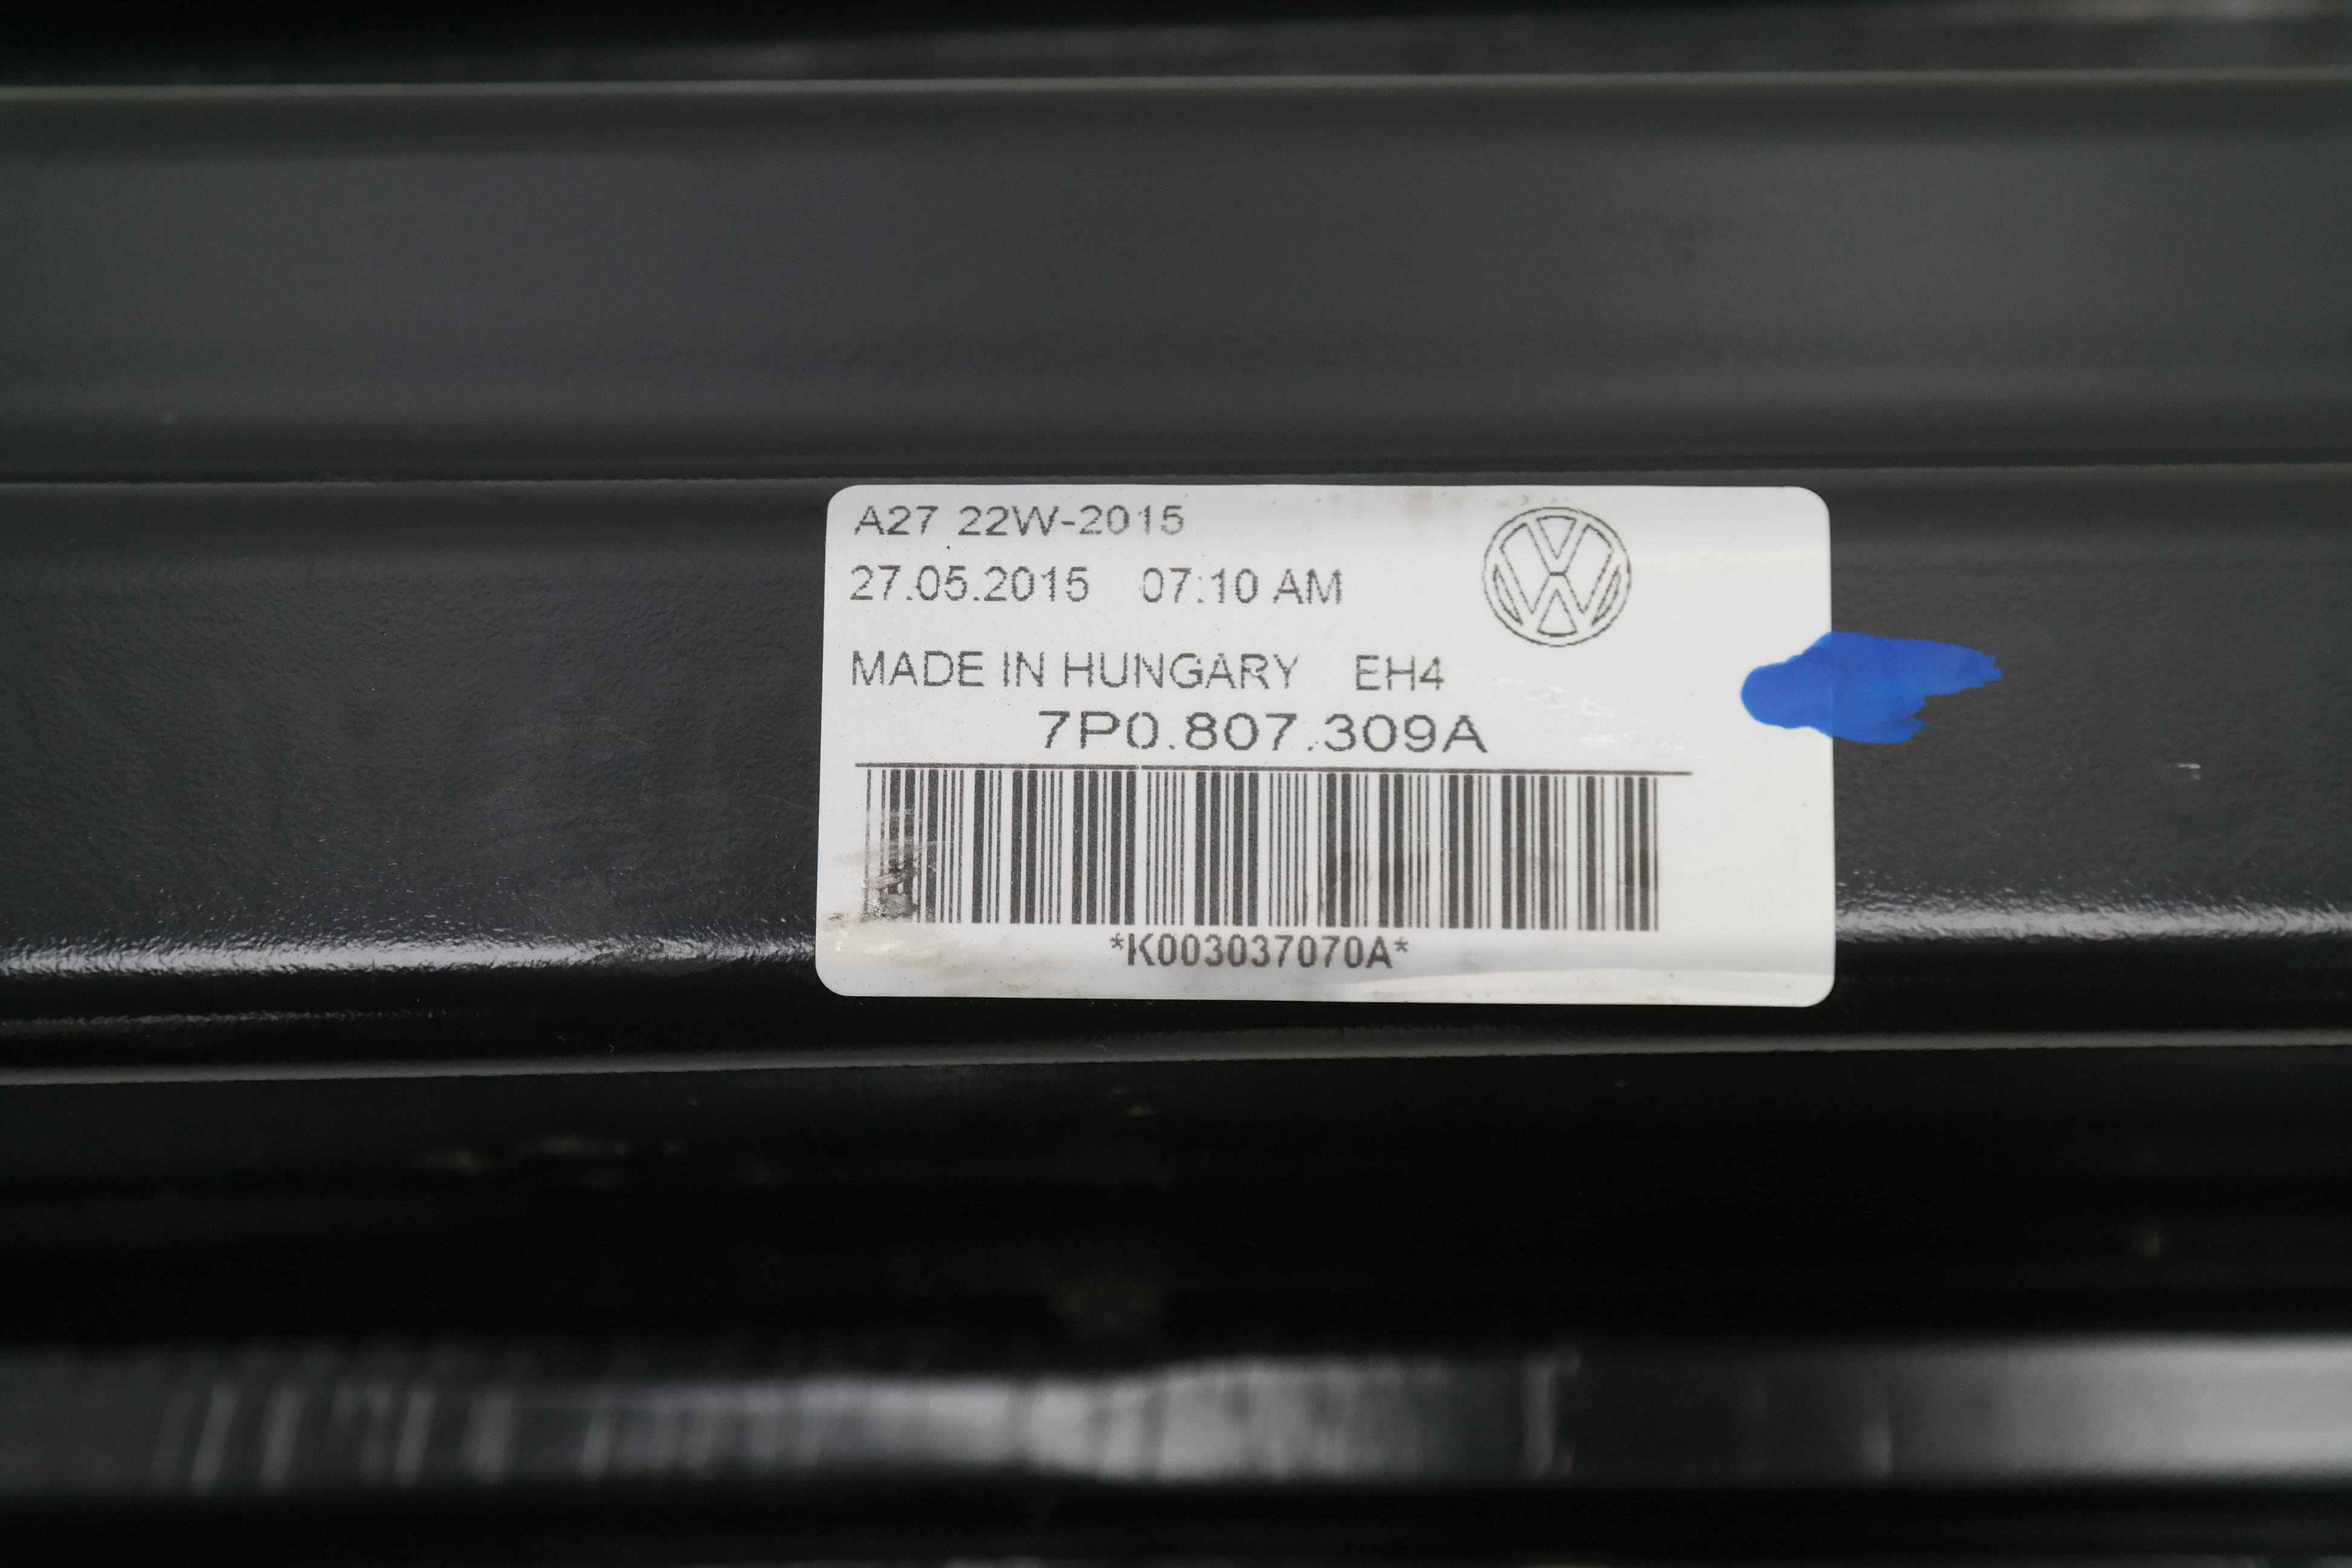 A27 22W-2015
27.05.2015 07:10 AM
MADE IN HUNGARY EH4
7P0.807.309A
*K003037070A*